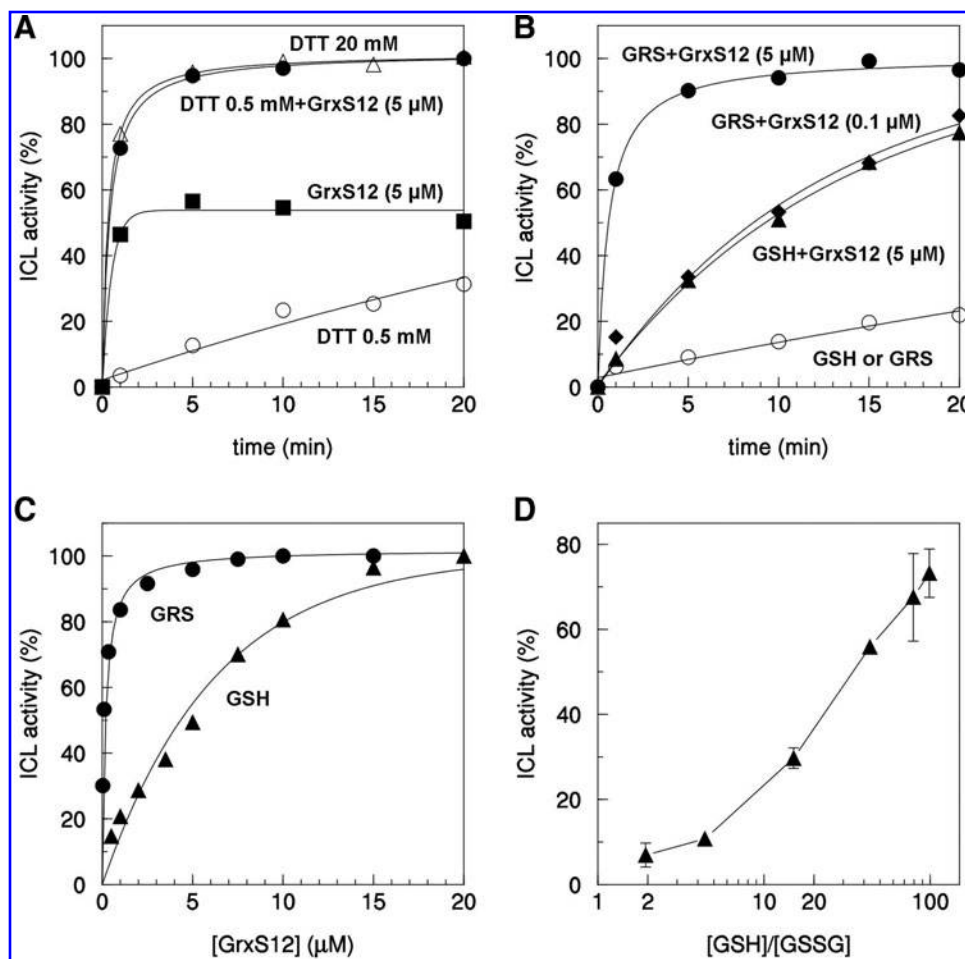 A
100
80
60
40
20
0
ICL activity (%)
DTT 20 mM
DTT 0.5 mM+GrxS12 (5 µM)
GrxS12 (5 µM)
DTT 0.5 mM
0 5 10 15 20
time (min)
B
100
80
60
40
20
0
ICL activity (%)
GRS+GrxS12 (5 µM)
GRS+GrxS12 (0.1 µM)
GSH+GrxS12 (5 µM)
GSH or GRS
0 5 10 15 20
time (min)
C
100
80
60
40
20
0
ICL activity (%)
GRS
GSH
0 5 10 15 20
[GrxS12] (µM)
D
80
60
40
20
0
ICL activity (%)
1 2 10 20 100
[GSH]/[GSSG]